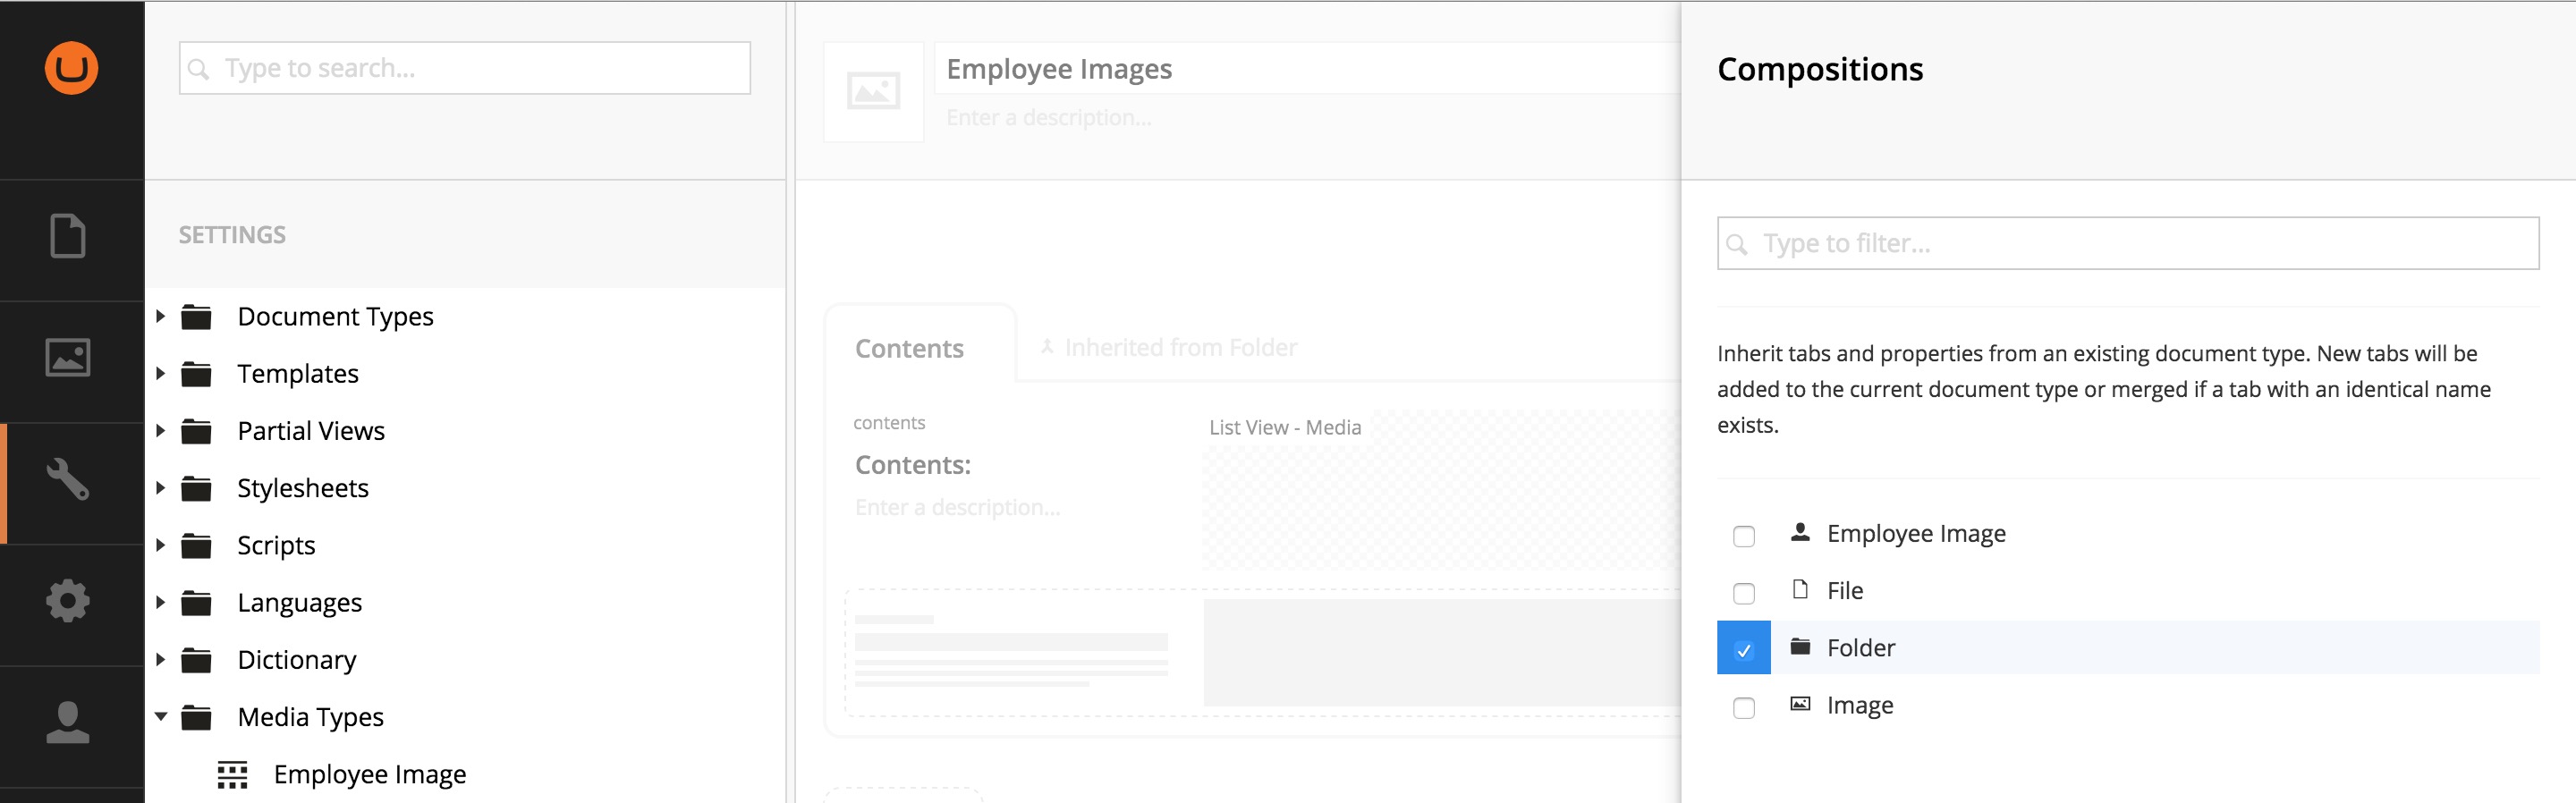 Type to search...
SETTINGS
Document Types
Templates
Partial Views
Stylesheets
Scripts
Languages
Dictionary
Media Types
Employee Image
Employee Images
Enter a description...
Contents
Inherited from Folder
contents
Contents:
Enter a description...
List View - Media
Compositions
Type to filter...
Inherit tabs and properties from an existing document type. New tabs will be
added to the current document type or merged if a tab with an identical name
exists.
Employee Image
File
Folder
Image